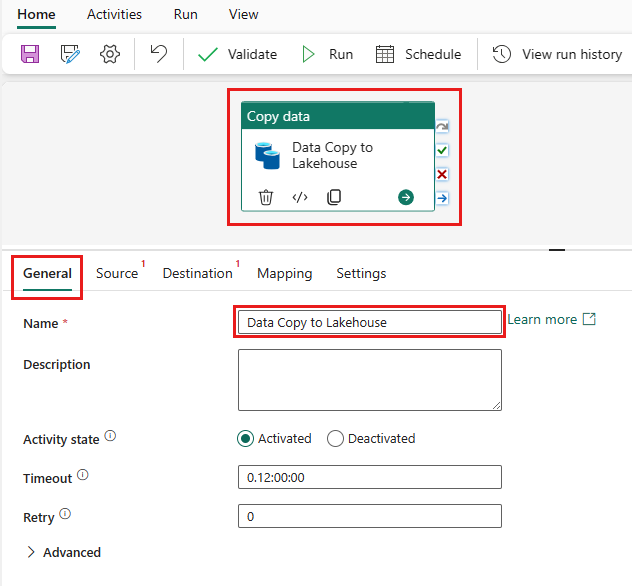 Home Activities Run View
Validate Run Schedule View run history
Copy data
Data Copy to
Lakehouse
General Source 1 Destination 1 Mapping Settings
Name * Data Copy to Lakehouse Learn more
Description
Activity state Activated Deactivated
Timeout 0.12:00:00
Retry 0
Advanced